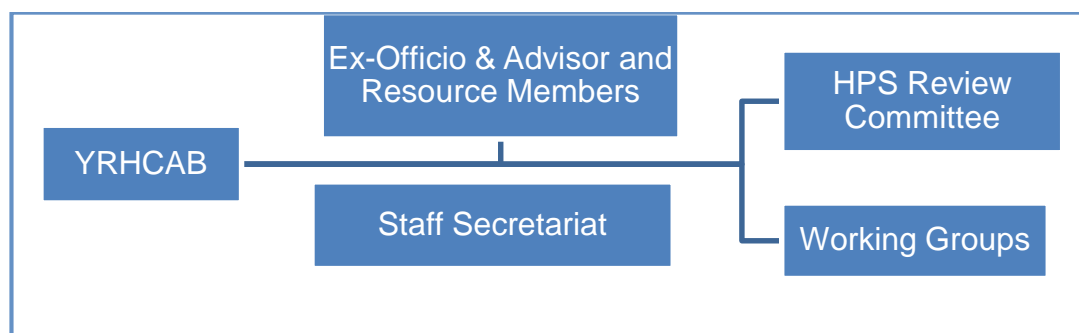 Ex-Officio & Advisor and
Resource Members
HPS Review
Committee
YRHCAB
Staff Secretariat
Working Groups